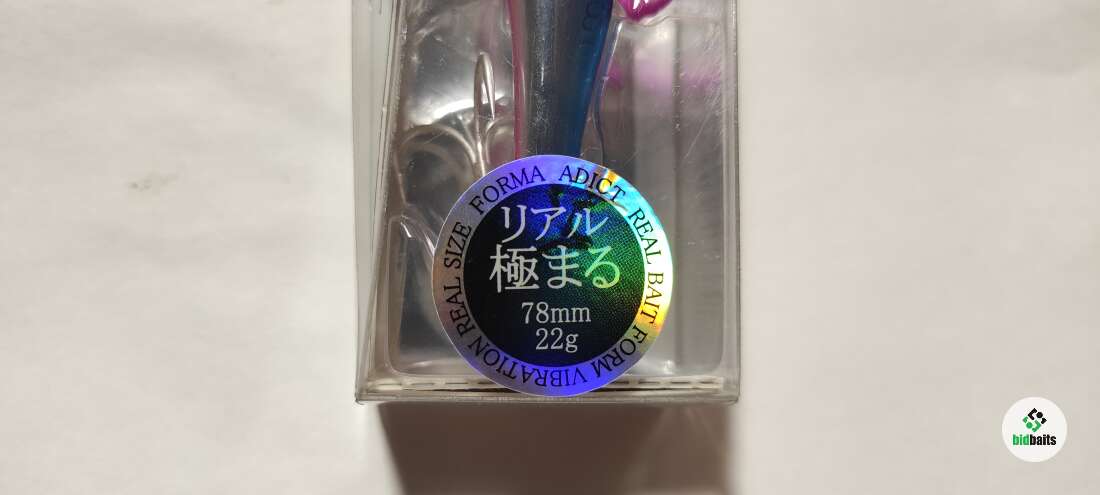 FORMA ADICT REAL BAIT FORM VIBRATION REAL SIZE
リアル
極まる
78mm
22g
bidbaits